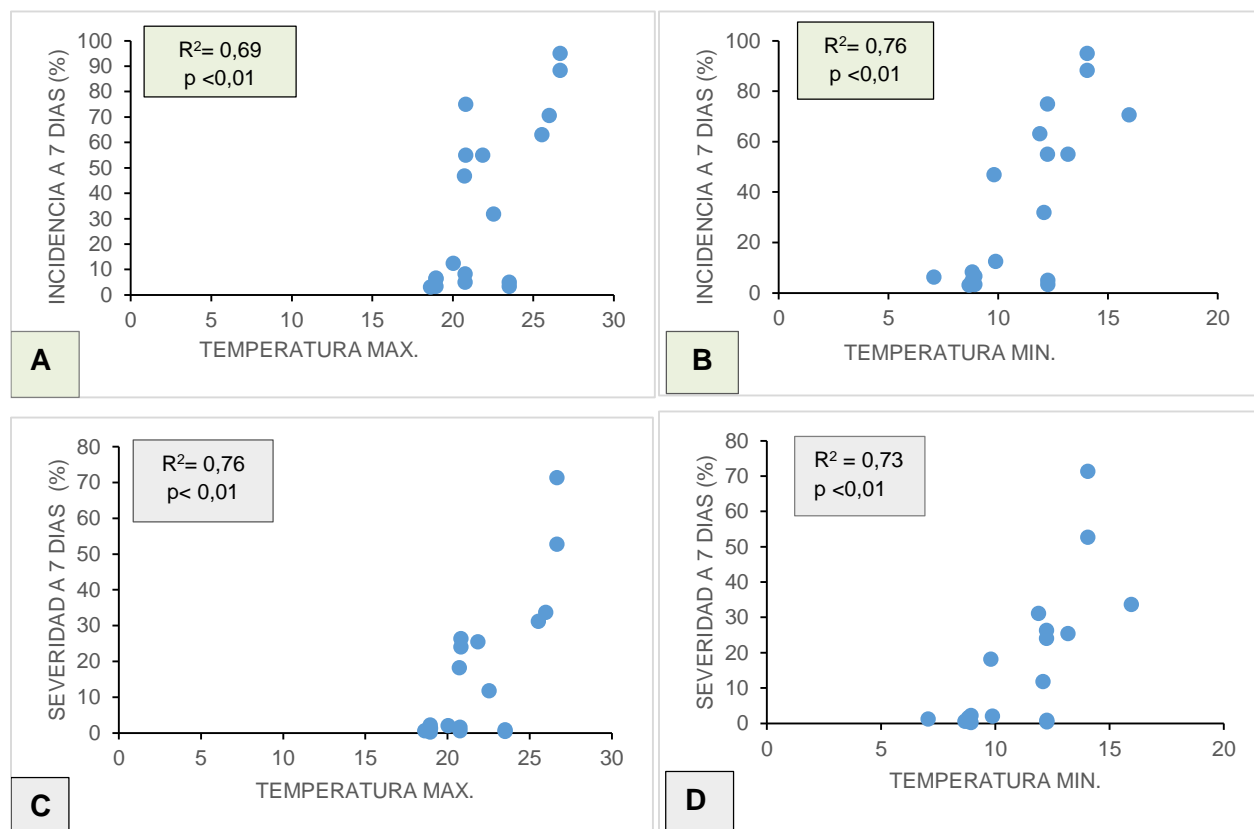 R²= 0,69
p <0,01
INCIDENCIA A 7 DIAS (%)
100
90
80
70
60
50
40
30
20
10
0
0 5 10 15 20 25 30
TEMPERATURA MAX.
A
R²= 0,76
p <0,01
INCIDENCIA A 7 DIAS (%)
100
80
60
40
20
0
0 5 10 15 20
TEMPERATURA MIN.
B
R²= 0,76
p< 0,01
SEVERIDAD A 7 DIAS (%)
80
70
60
50
40
30
20
10
0
0 5 10 15 20 25 30
TEMPERATURA MAX.
C
R² = 0,73
p <0,01
SEVERIDAD A 7 DIAS (%)
80
70
60
50
40
30
20
10
0
0 5 10 15 20
TEMPERATURA MIN.
D